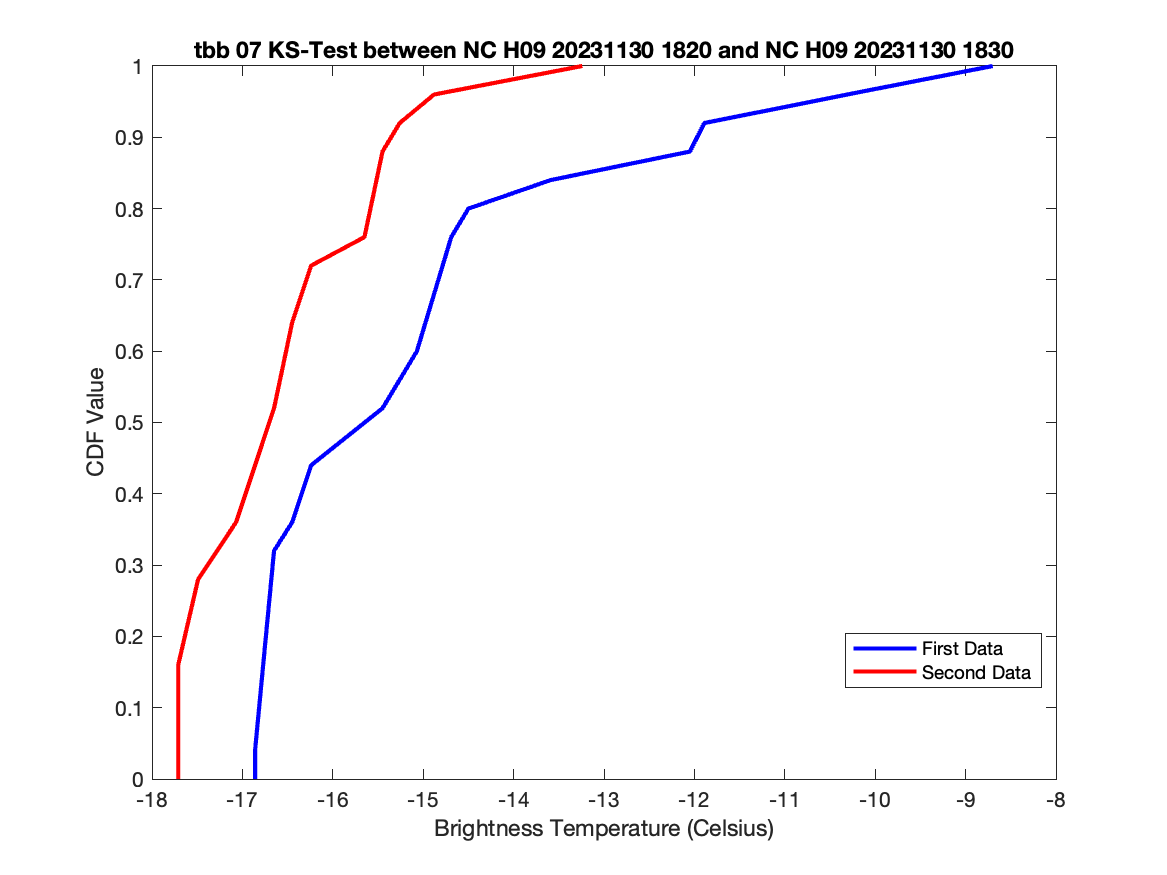 tbb 07 KS-Test between NC H09 20231130 1820 and NC H09 20231130 1830
1
0.9
0.8
0.7
0.6
0.5
0.4
0.3
0.2
0.1
0
CDF Value
First Data
Second Data
-18 -17 -16 -15 -14 -13 -12 -11 -10 -9 -8
Brightness Temperature (Celsius)